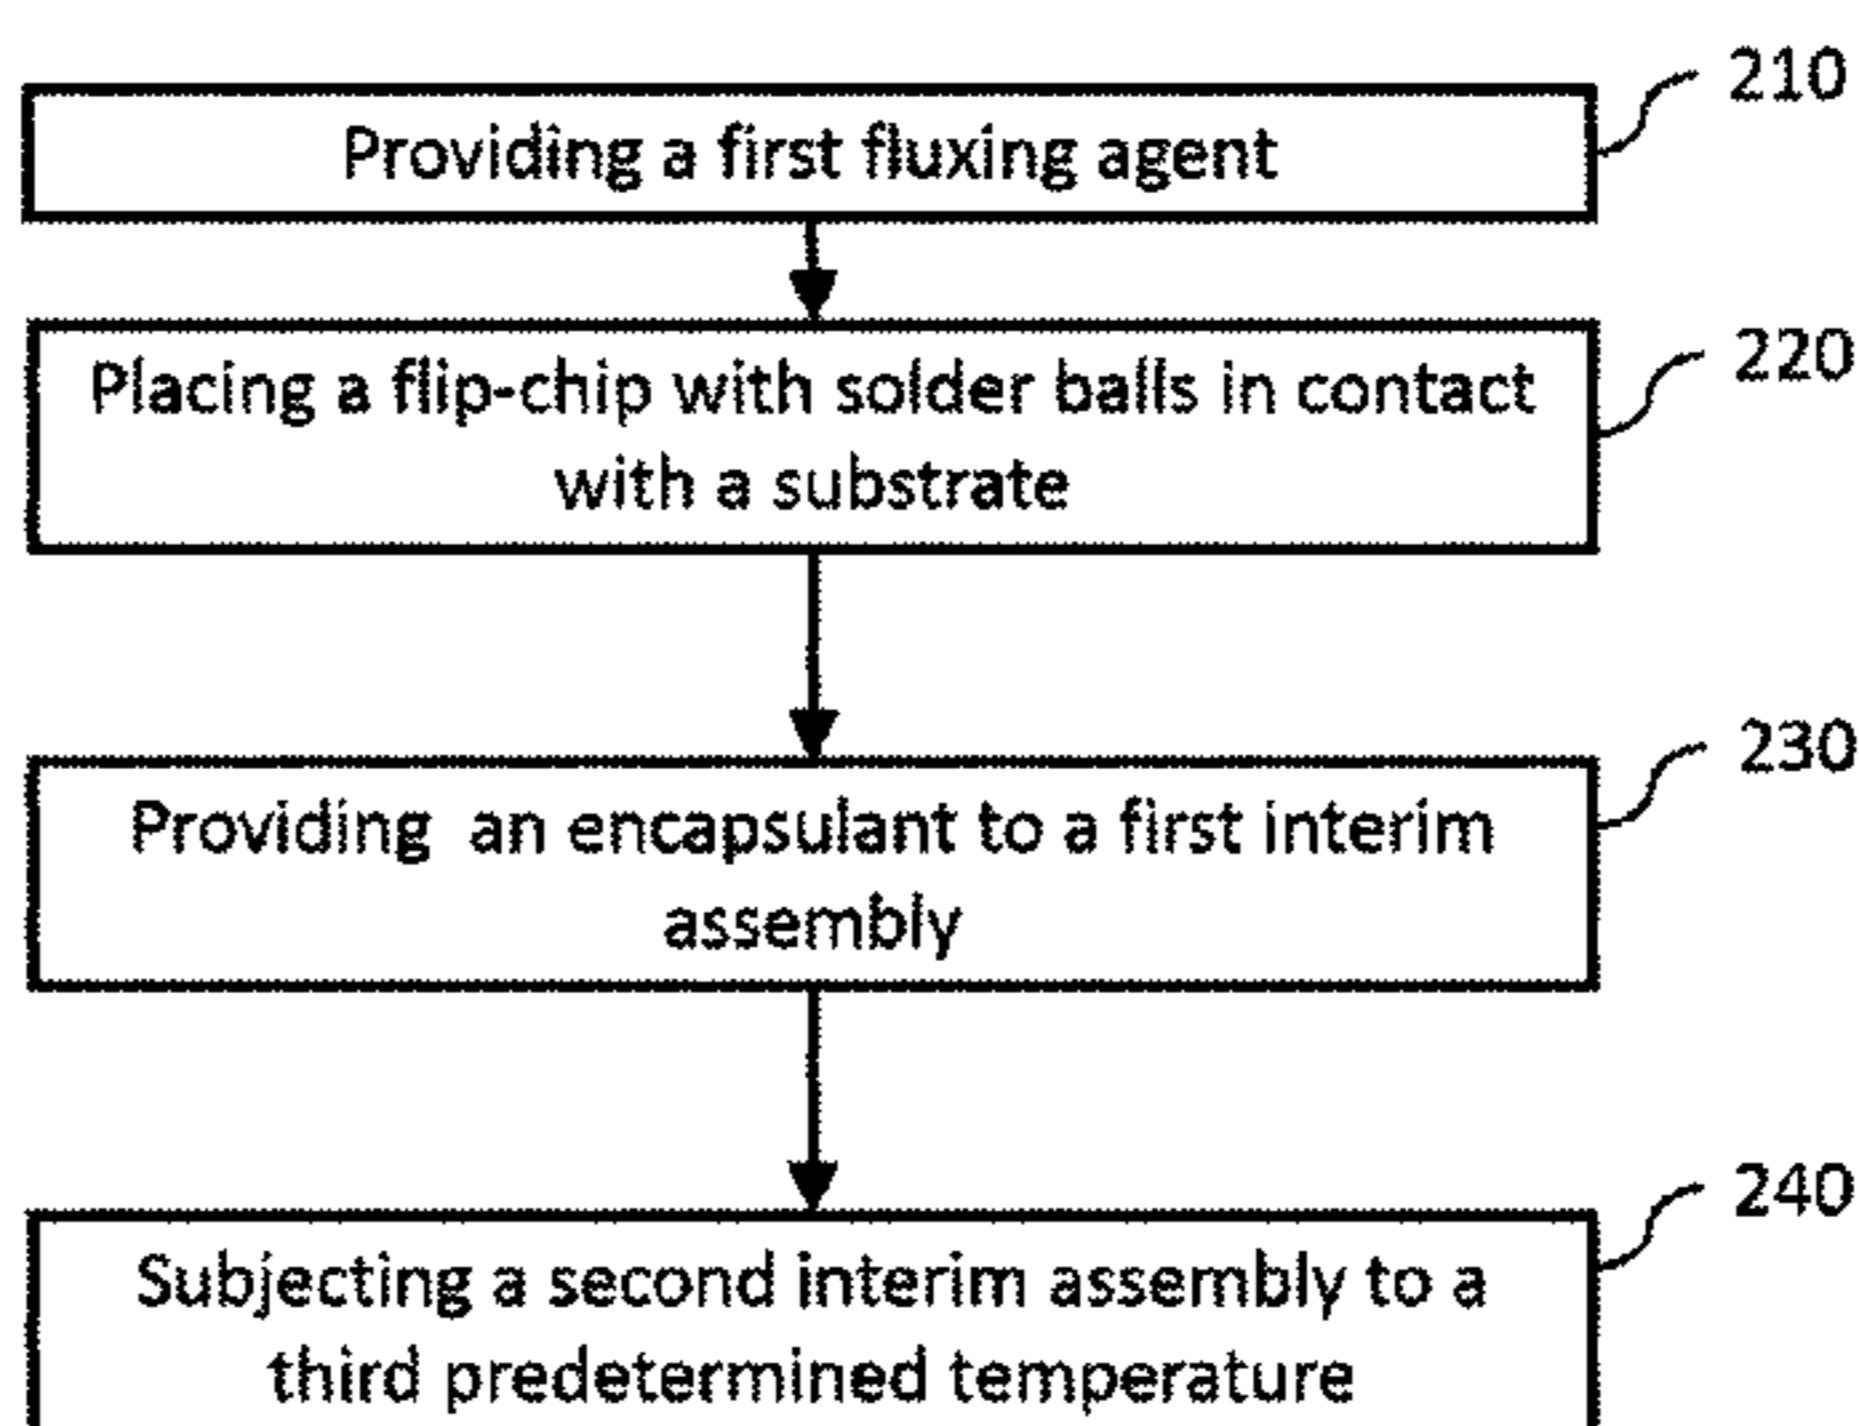 210
Providing a first fluxing agent
220
Placing a flip-chip with solder balls in contact
with a substrate
230
Providing an encapsulant to a first interim
assembly
240
Subjecting a second interim assembly to a
third predetermined temperature